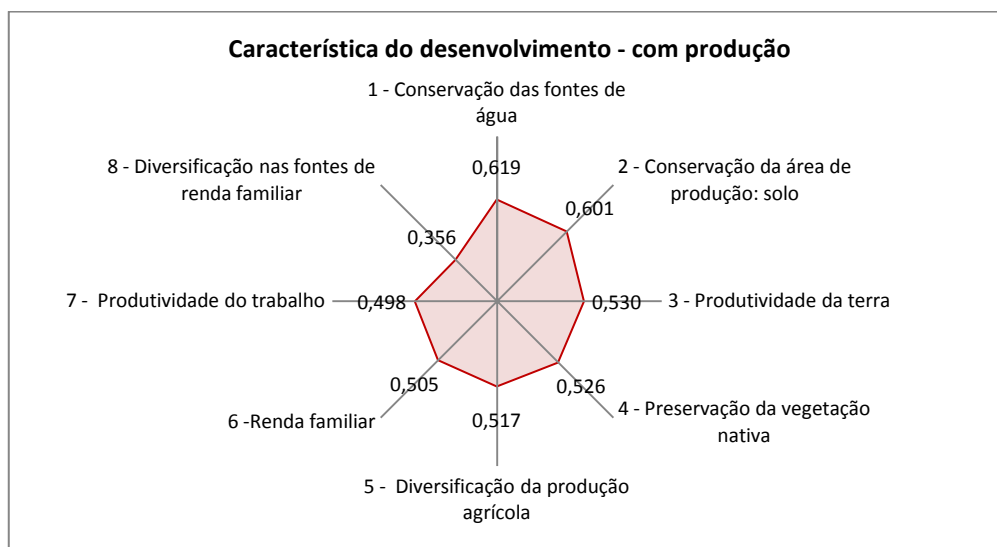 Característica do desenvolvimento - com produção
1 - Conservação das fontes de
água
0,619
2 - Conservação da área de
produção: solo
0,601
3 - Produtividade da terra
0,530
4 - Preservação da vegetação
nativa
0,526
5 -  Diversificação da produção
agrícola
0,517
6 -Renda familiar
0,505
7 -  Produtividade do trabalho
0,498
8 - Diversificação nas fontes de
renda familiar
0,356